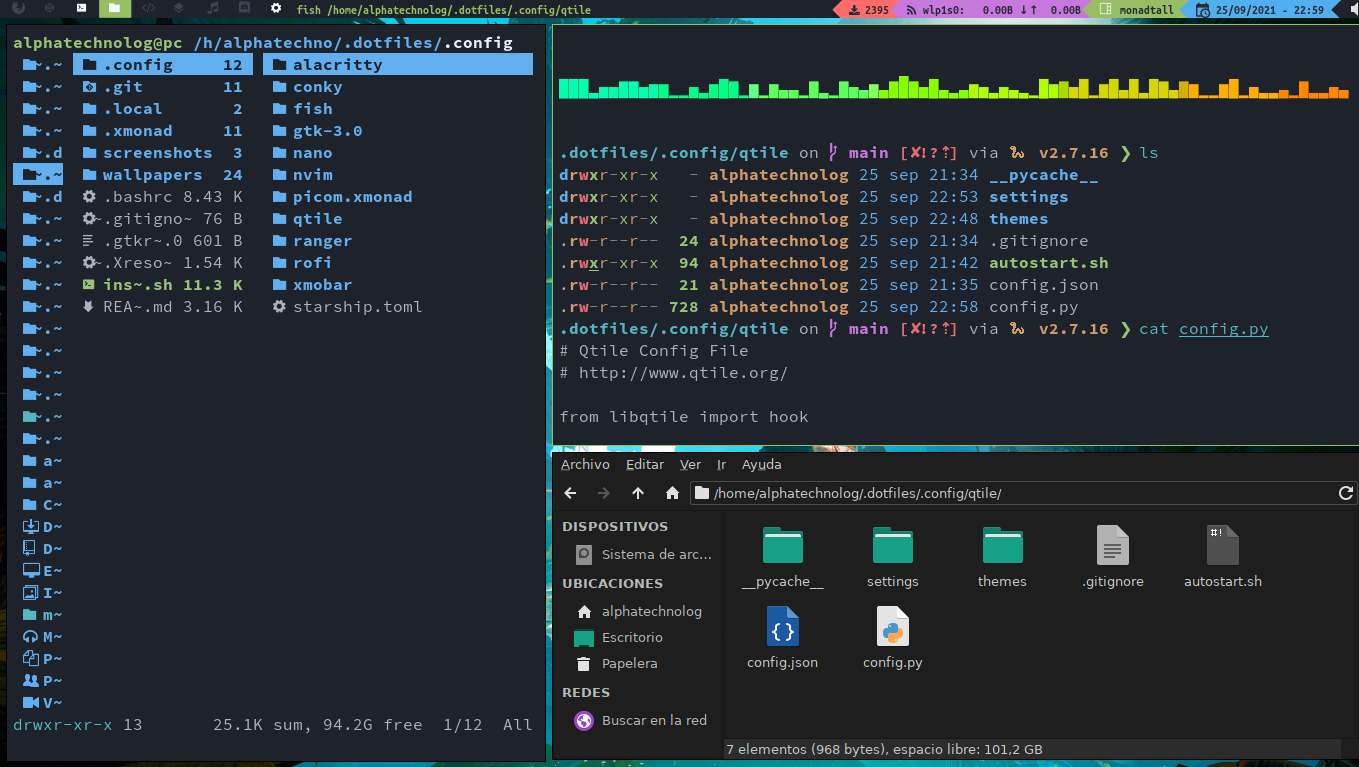 fish /home/alphatechnolog/.dotfiles/.config/qtile
2395
wlp1s0: 0.00B ↓↑ 0.00B
monadtall
25/09/2021 - 22:59
alphatechnolog@pc /h/alphatechno/.dotfiles/.config
~.~ .config 12 alacritty
~.~ .git 11 conky
~.~ .local 2 fish
~.~ .xmonad 11 gtk-3.0
~.d screenshots 3 nano
~.~ wallpapers 24 nvim
~.d .bashrc 8.43 K picom.xmonad
~.~ .gitigno~ 76 B qtile
~.~ .gtkr~.0 601 B ranger
~.~ .Xreso~ 1.54 K rofi
~.~ ins~.sh 11.3 K xmobar
~.~ REA~.md 3.16 K starship.toml
~.~
~.~
~.~
~.~
~.~
~.~
a~
a~
C~
D~
D~
E~
I~
m~
M~
P~
P~
V~
drwxr-xr-x 13 25.1K sum, 94.2G free 1/12 All
.dotfiles/.config/qtile on main [✘!?⇡] via 🐍 v2.7.16 ❯ ls
drwxr-xr-x - alphatechnolog 25 sep 21:34 __pycache__
drwxr-xr-x - alphatechnolog 25 sep 22:53 settings
drwxr-xr-x - alphatechnolog 25 sep 22:48 themes
.rw-r--r-- 24 alphatechnolog 25 sep 21:34 .gitignore
.rwxr-xr-x 94 alphatechnolog 25 sep 21:42 autostart.sh
.rw-r--r-- 21 alphatechnolog 25 sep 21:35 config.json
.rw-r--r-- 728 alphatechnolog 25 sep 22:58 config.py
.dotfiles/.config/qtile on main [✘!?⇡] via 🐍 v2.7.16 ❯ cat config.py
# Qtile Config File
# http://www.qtile.org/
from libqtile import hook
Archivo Editar Ver Ir Ayuda
/home/alphatechnolog/.dotfiles/.config/qtile/
DISPOSITIVOS
Sistema de arc...
UBICACIONES
alphatechnolog
Escritorio
Papelera
REDES
Buscar en la red
__pycache__ settings themes .gitignore autostart.sh
config.json config.py
7 elementos (968 bytes), espacio libre: 101,2 GB